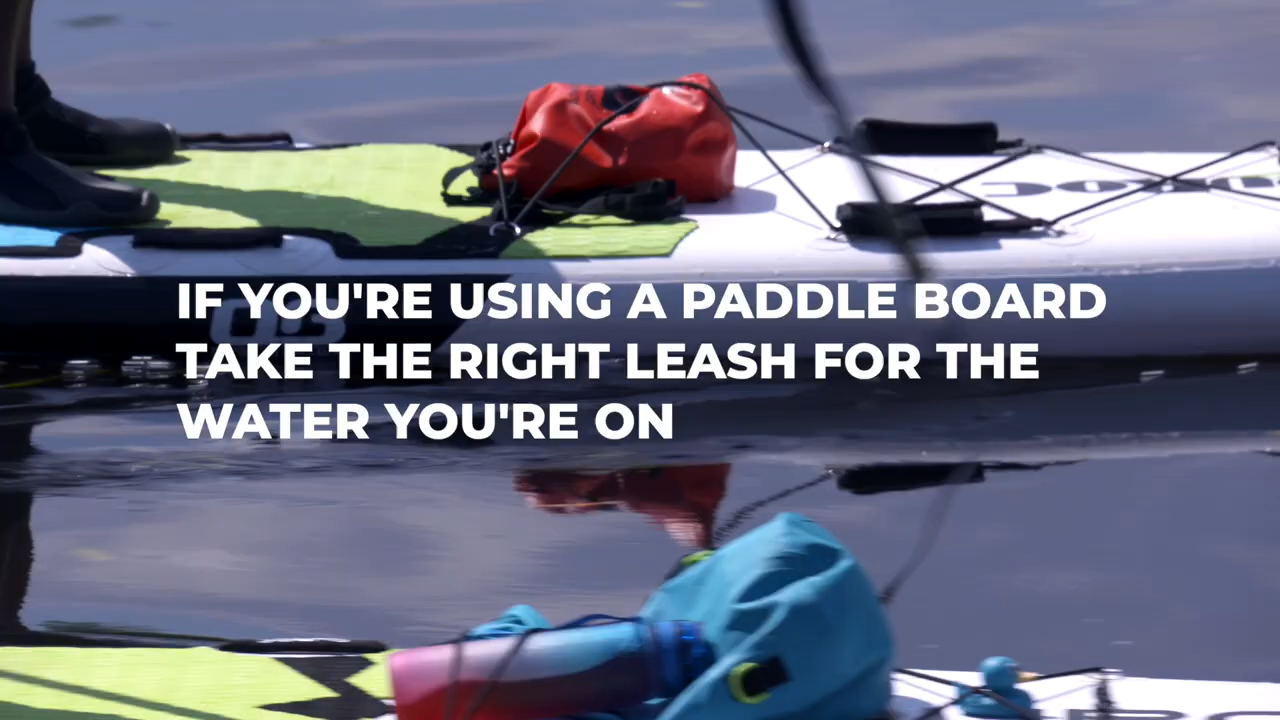 IF YOU'RE USING A PADDLE BOARD
TAKE THE RIGHT LEASH FOR THE
WATER YOU'RE ON